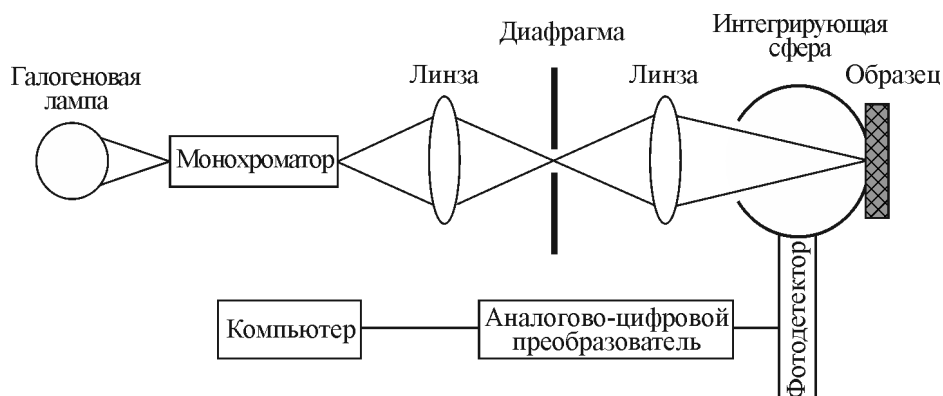 Галогеновая
лампа
Монохроматор
Линза
Диафрагма
Линза
Интегрирующая
сфера
Образец
Компьютер
Аналогово-цифровой
преобразователь
Фотодетектор